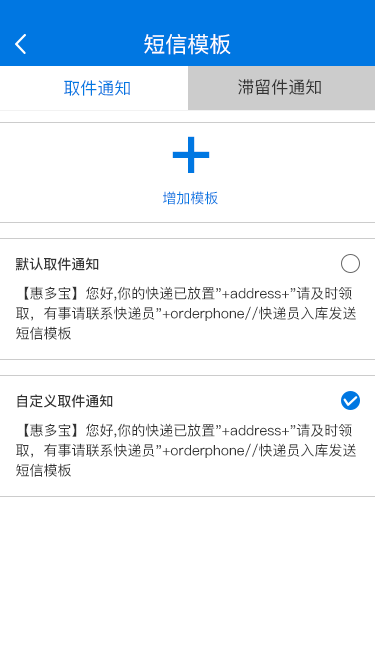 短信模板
取件通知
滞留件通知
增加模板
默认取件通知
【惠多宝】您好,你的快递已放置”+address+”请及时领
取，有事请联系快递员”+orderphone//快递员入库发送
短信模板
自定义取件通知
【惠多宝】您好,你的快递已放置”+address+”请及时领
取，有事请联系快递员”+orderphone//快递员入库发送
短信模板